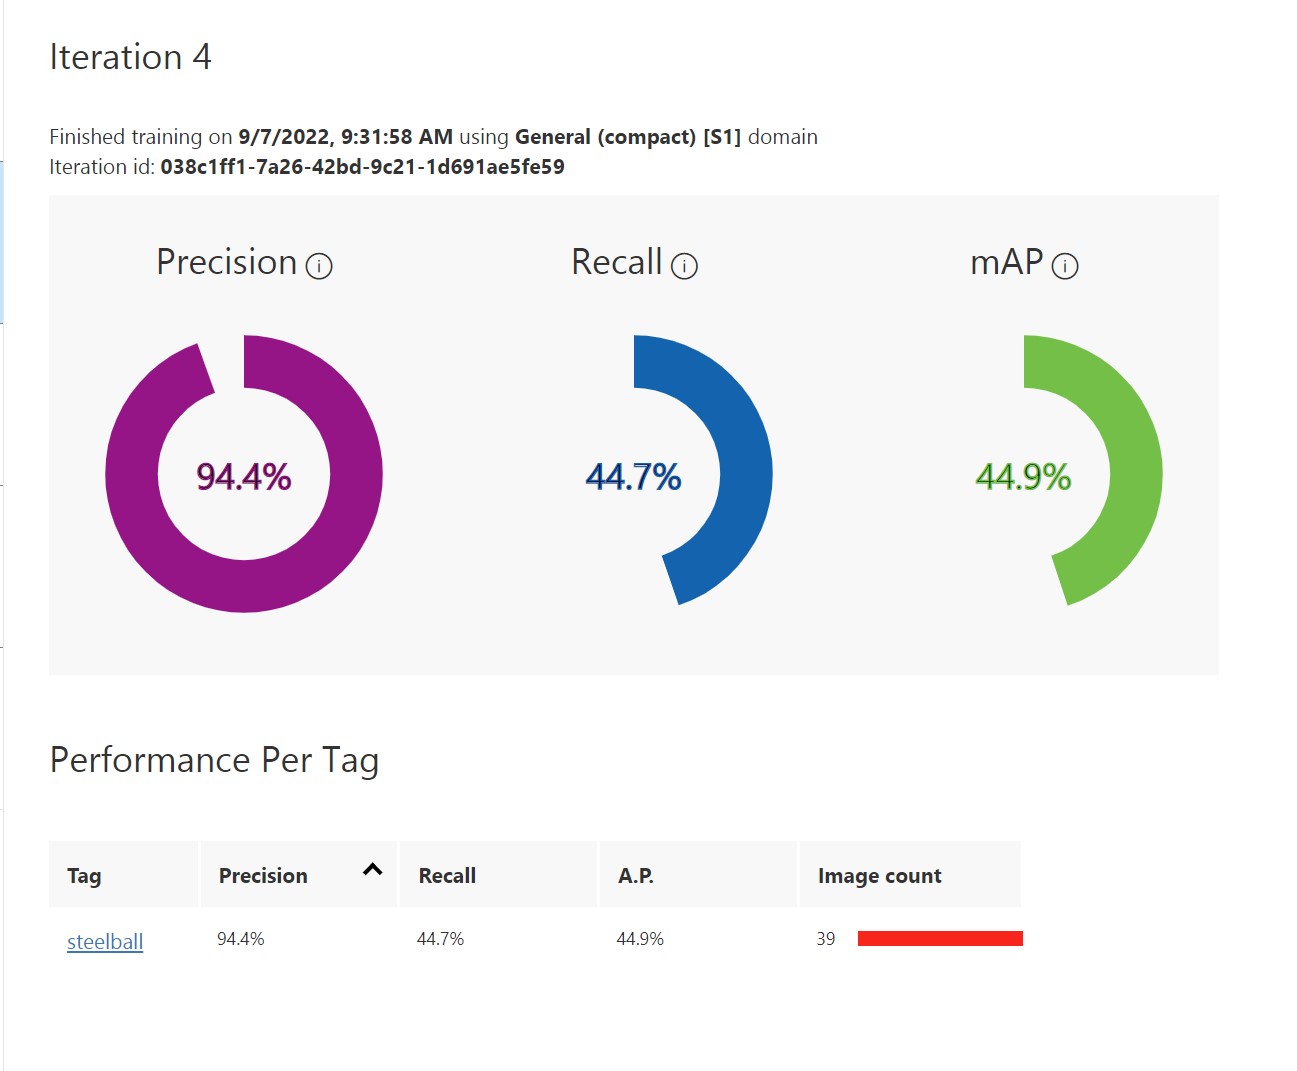 Iteration 4
Finished training on 9/7/2022, 9:31:58 AM using General (compact) [S1] domain
Iteration id: 038c1ff1-7a26-42bd-9c21-1d691ae5fe59
Precision
Recall
mAP
94.4%
44.7%
44.9%
Performance Per Tag
Tag Precision Recall A.P. Image count
steelball 94.4% 44.7% 44.9% 39